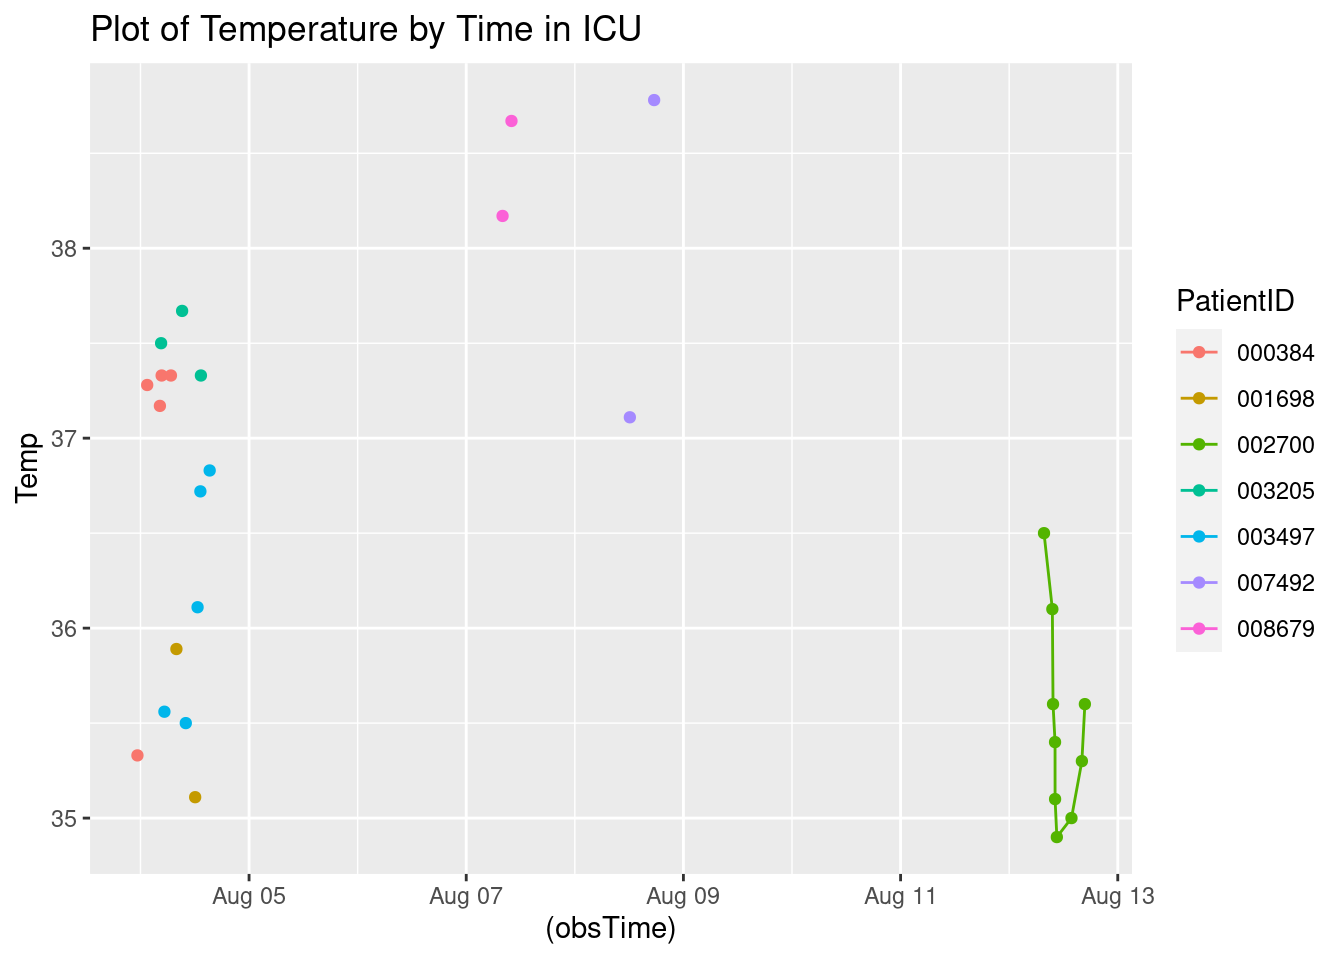 Plot of Temperature by Time in ICU
38
37
36
35
Temp
Aug 05
Aug 07
Aug 09
Aug 11
Aug 13
(obsTime)
PatientID
000384
001698
002700
003205
003497
007492
008679